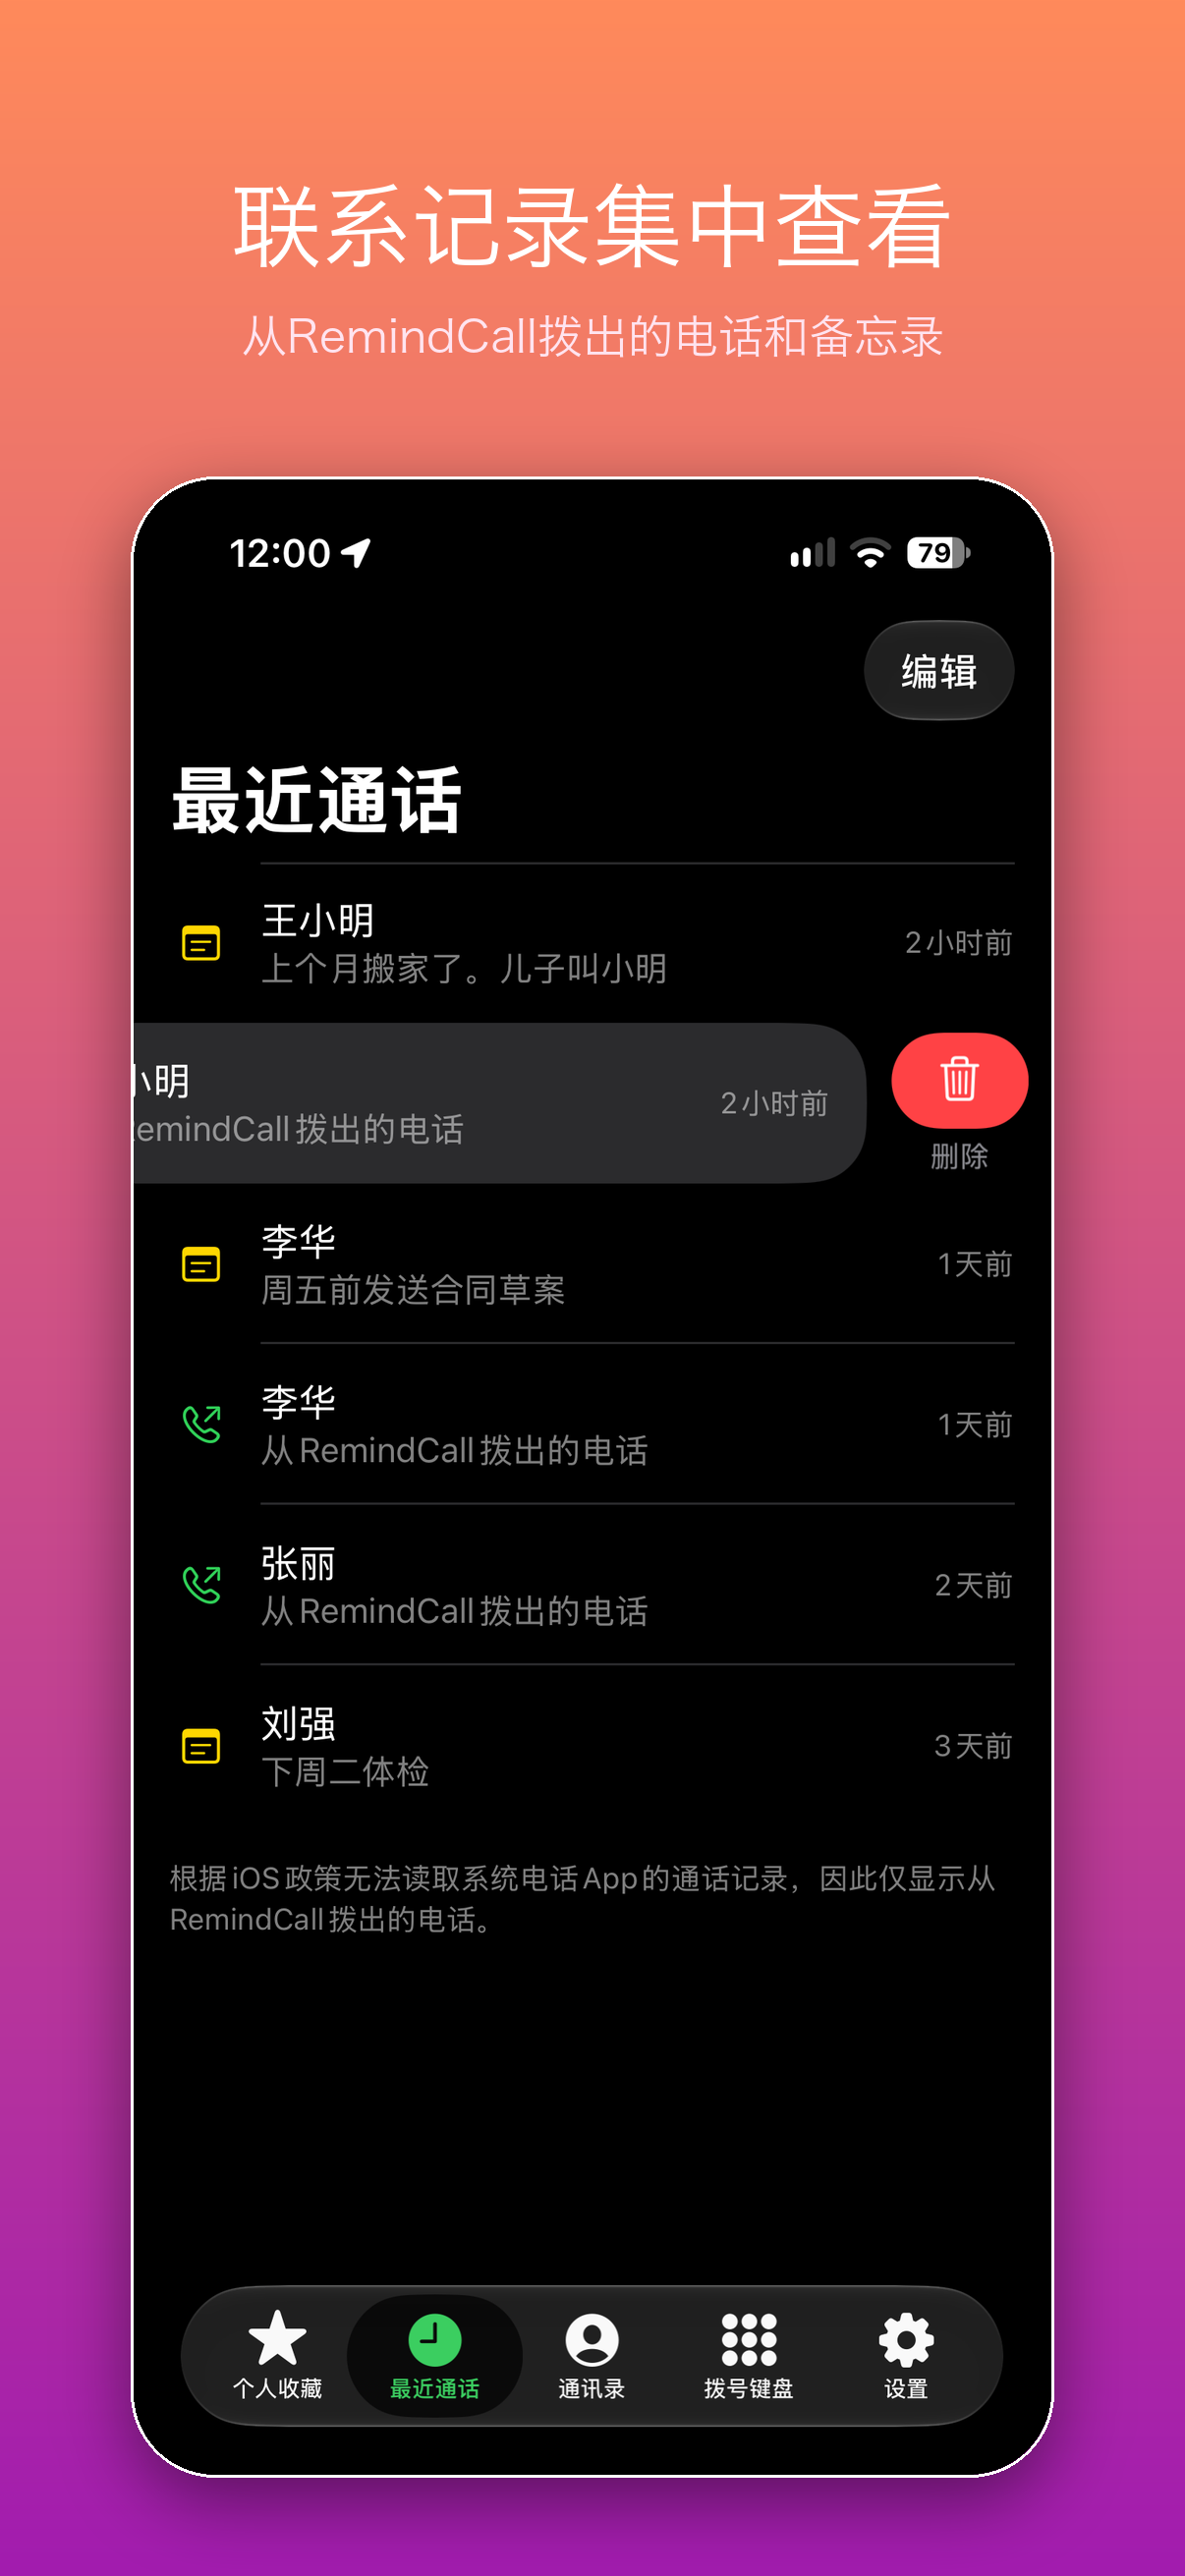 联系记录集中查看
从RemindCall拨出的电话和备忘录
12:00
79
编辑
最近通话
王小明
2小时前
上个月搬家了。儿子叫小明
小明
2小时前
emindCall拨出的电话
删除
李华
1天前
周五前发送合同草案
李华
1天前
从RemindCall拨出的电话
张丽
2天前
从RemindCall拨出的电话
刘强
3天前
下周二体检
根据iOS政策无法读取系统电话App的通话记录，因此仅显示从
RemindCall拨出的电话。
个人收藏
最近通话
通讯录
拨号键盘
设置